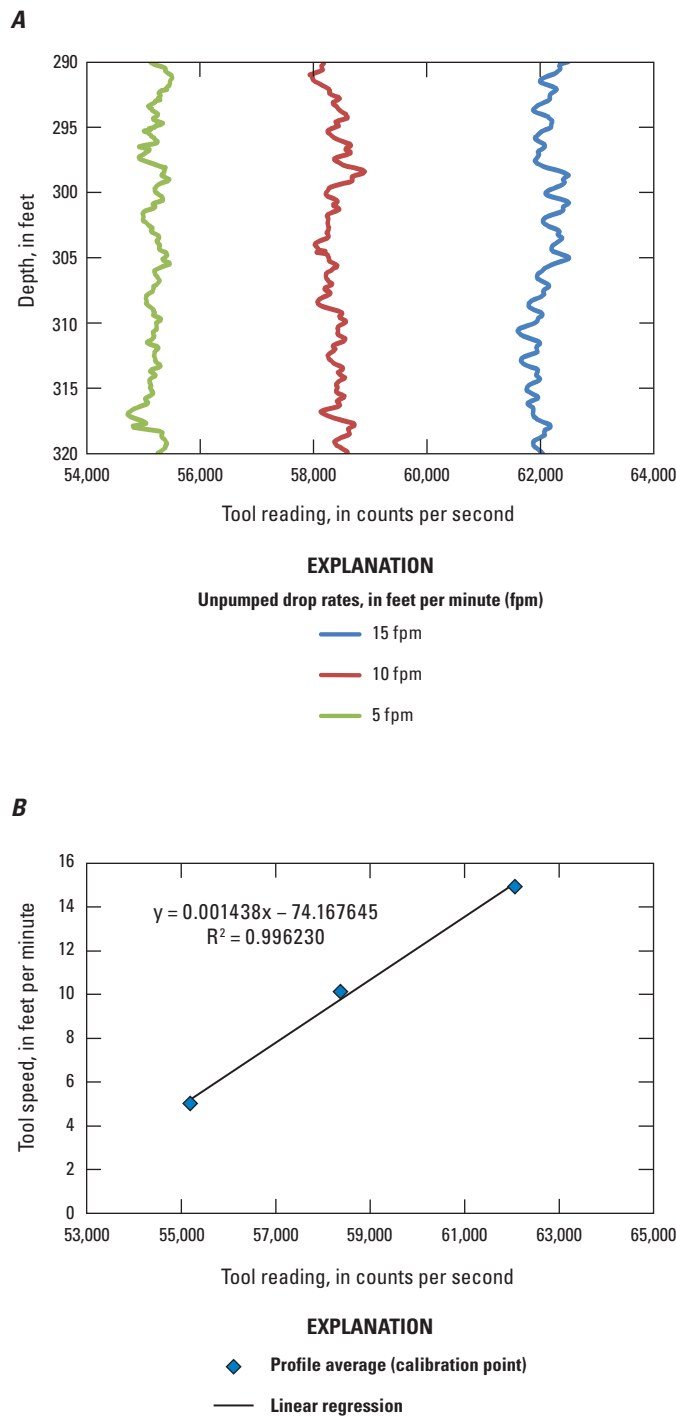 A
290
295
300
305
310
315
320
Depth, in feet
54,000 56,000 58,000 60,000 62,000 64,000
Tool reading, in counts per second
EXPLANATION
Unpumped drop rates, in feet per minute (fpm)
15 fpm
10 fpm
5 fpm
B
16
14
12
10
8
6
4
2
0
Tool speed, in feet per minute
y = 0.001438x – 74.167645
R² = 0.996230
53,000 55,000 57,000 59,000 61,000 63,000 65,000
Tool reading, in counts per second
EXPLANATION
Profile average (calibration point)
Linear regression